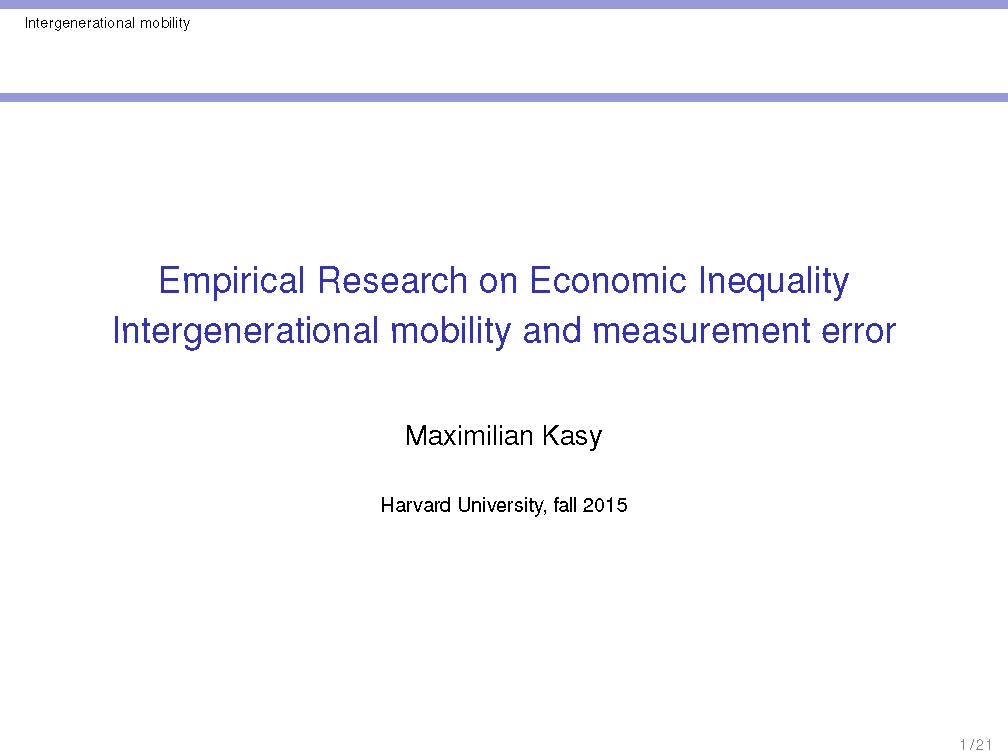 Intergenerational mobility
Empirical Research on Economic Inequality
Intergenerational mobility and measurement error
Maximilian Kasy
Harvard University, fall 2015
1 / 21